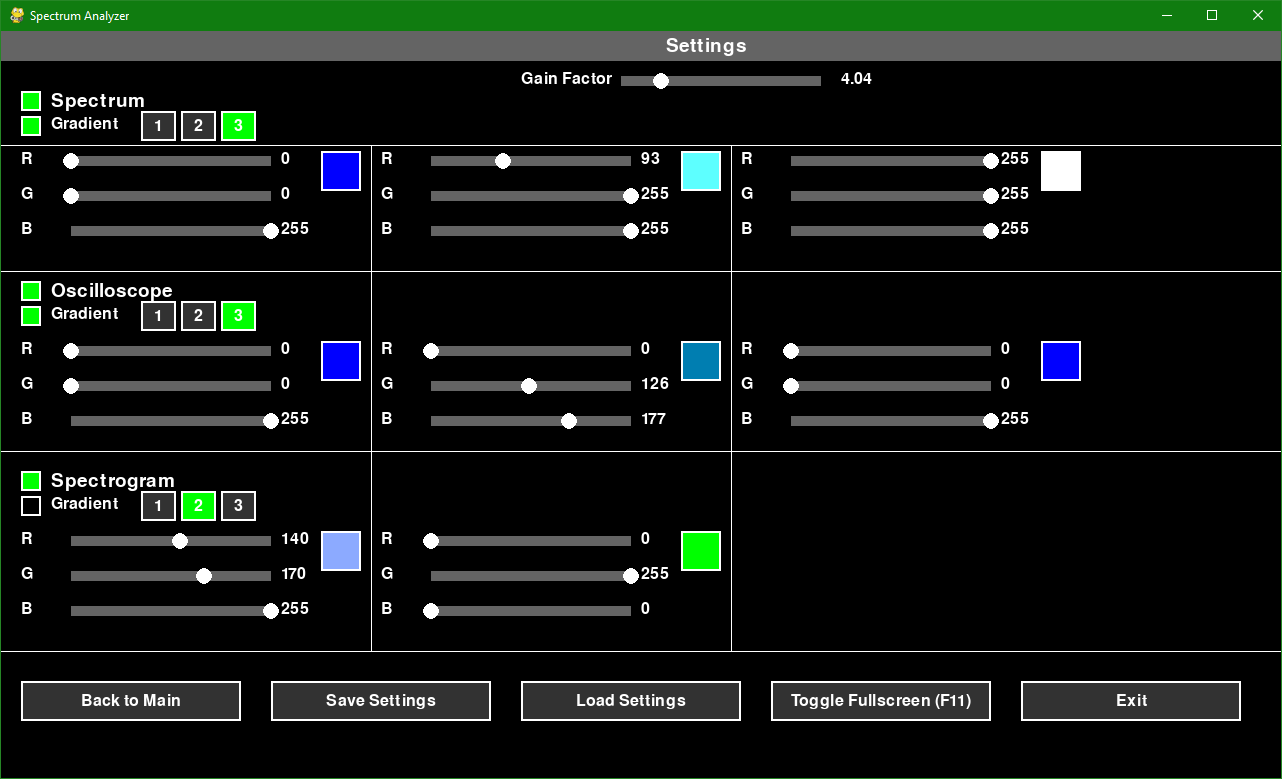 Spectrum Analyzer
Settings
Gain Factor 4.04
Spectrum
Gradient 1 2 3
R 0 R 93 R 255
G 0 G 255 G 255
B 255 B 255 B 255
Oscilloscope
Gradient 1 2 3
R 0 R 0 R 0
G 0 G 126 G 0
B 255 B 177 B 255
Spectrogram
Gradient 1 2 3
R 140 R 0
G 170 G 255
B 255 B 0
Back to Main Save Settings Load Settings Toggle Fullscreen (F11) Exit